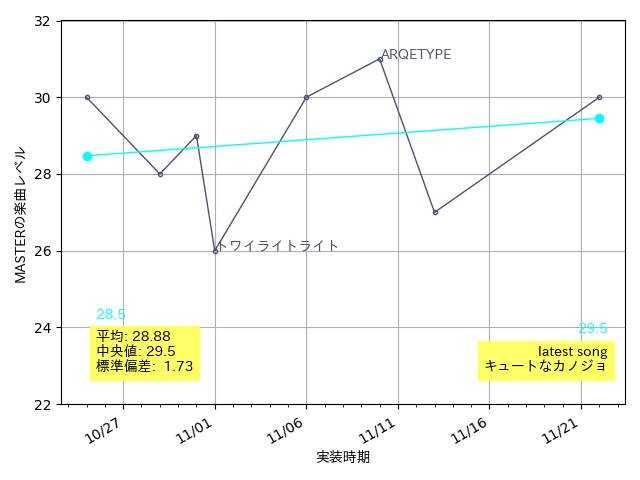 32
30
28
26
24
22
MASTERの楽曲レベル
ARQETYPE
トワイライトライト
28.5
平均: 28.88
中央値: 29.5
標準偏差: 1.73
29.5
latest song
キュートなカノジョ
10/27
11/01
11/06
11/11
11/16
11/21
実装時期